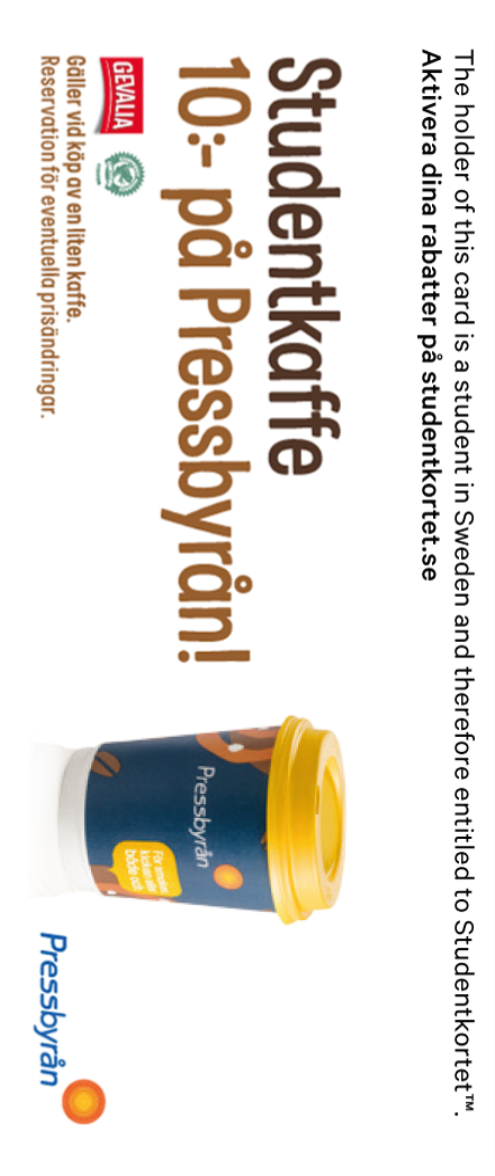 The holder of this card is a student in Sweden and therefore entitled to Studentkortet™.
Aktivera dina rabatter på studentkortet.se
Studentkaffe
10:- på Pressbyrån!
GEVALIA
Gäller vid köp av en liten kaffe.
Reservation för eventuella prisändringar.
Pressbyrån
Pressbyrån